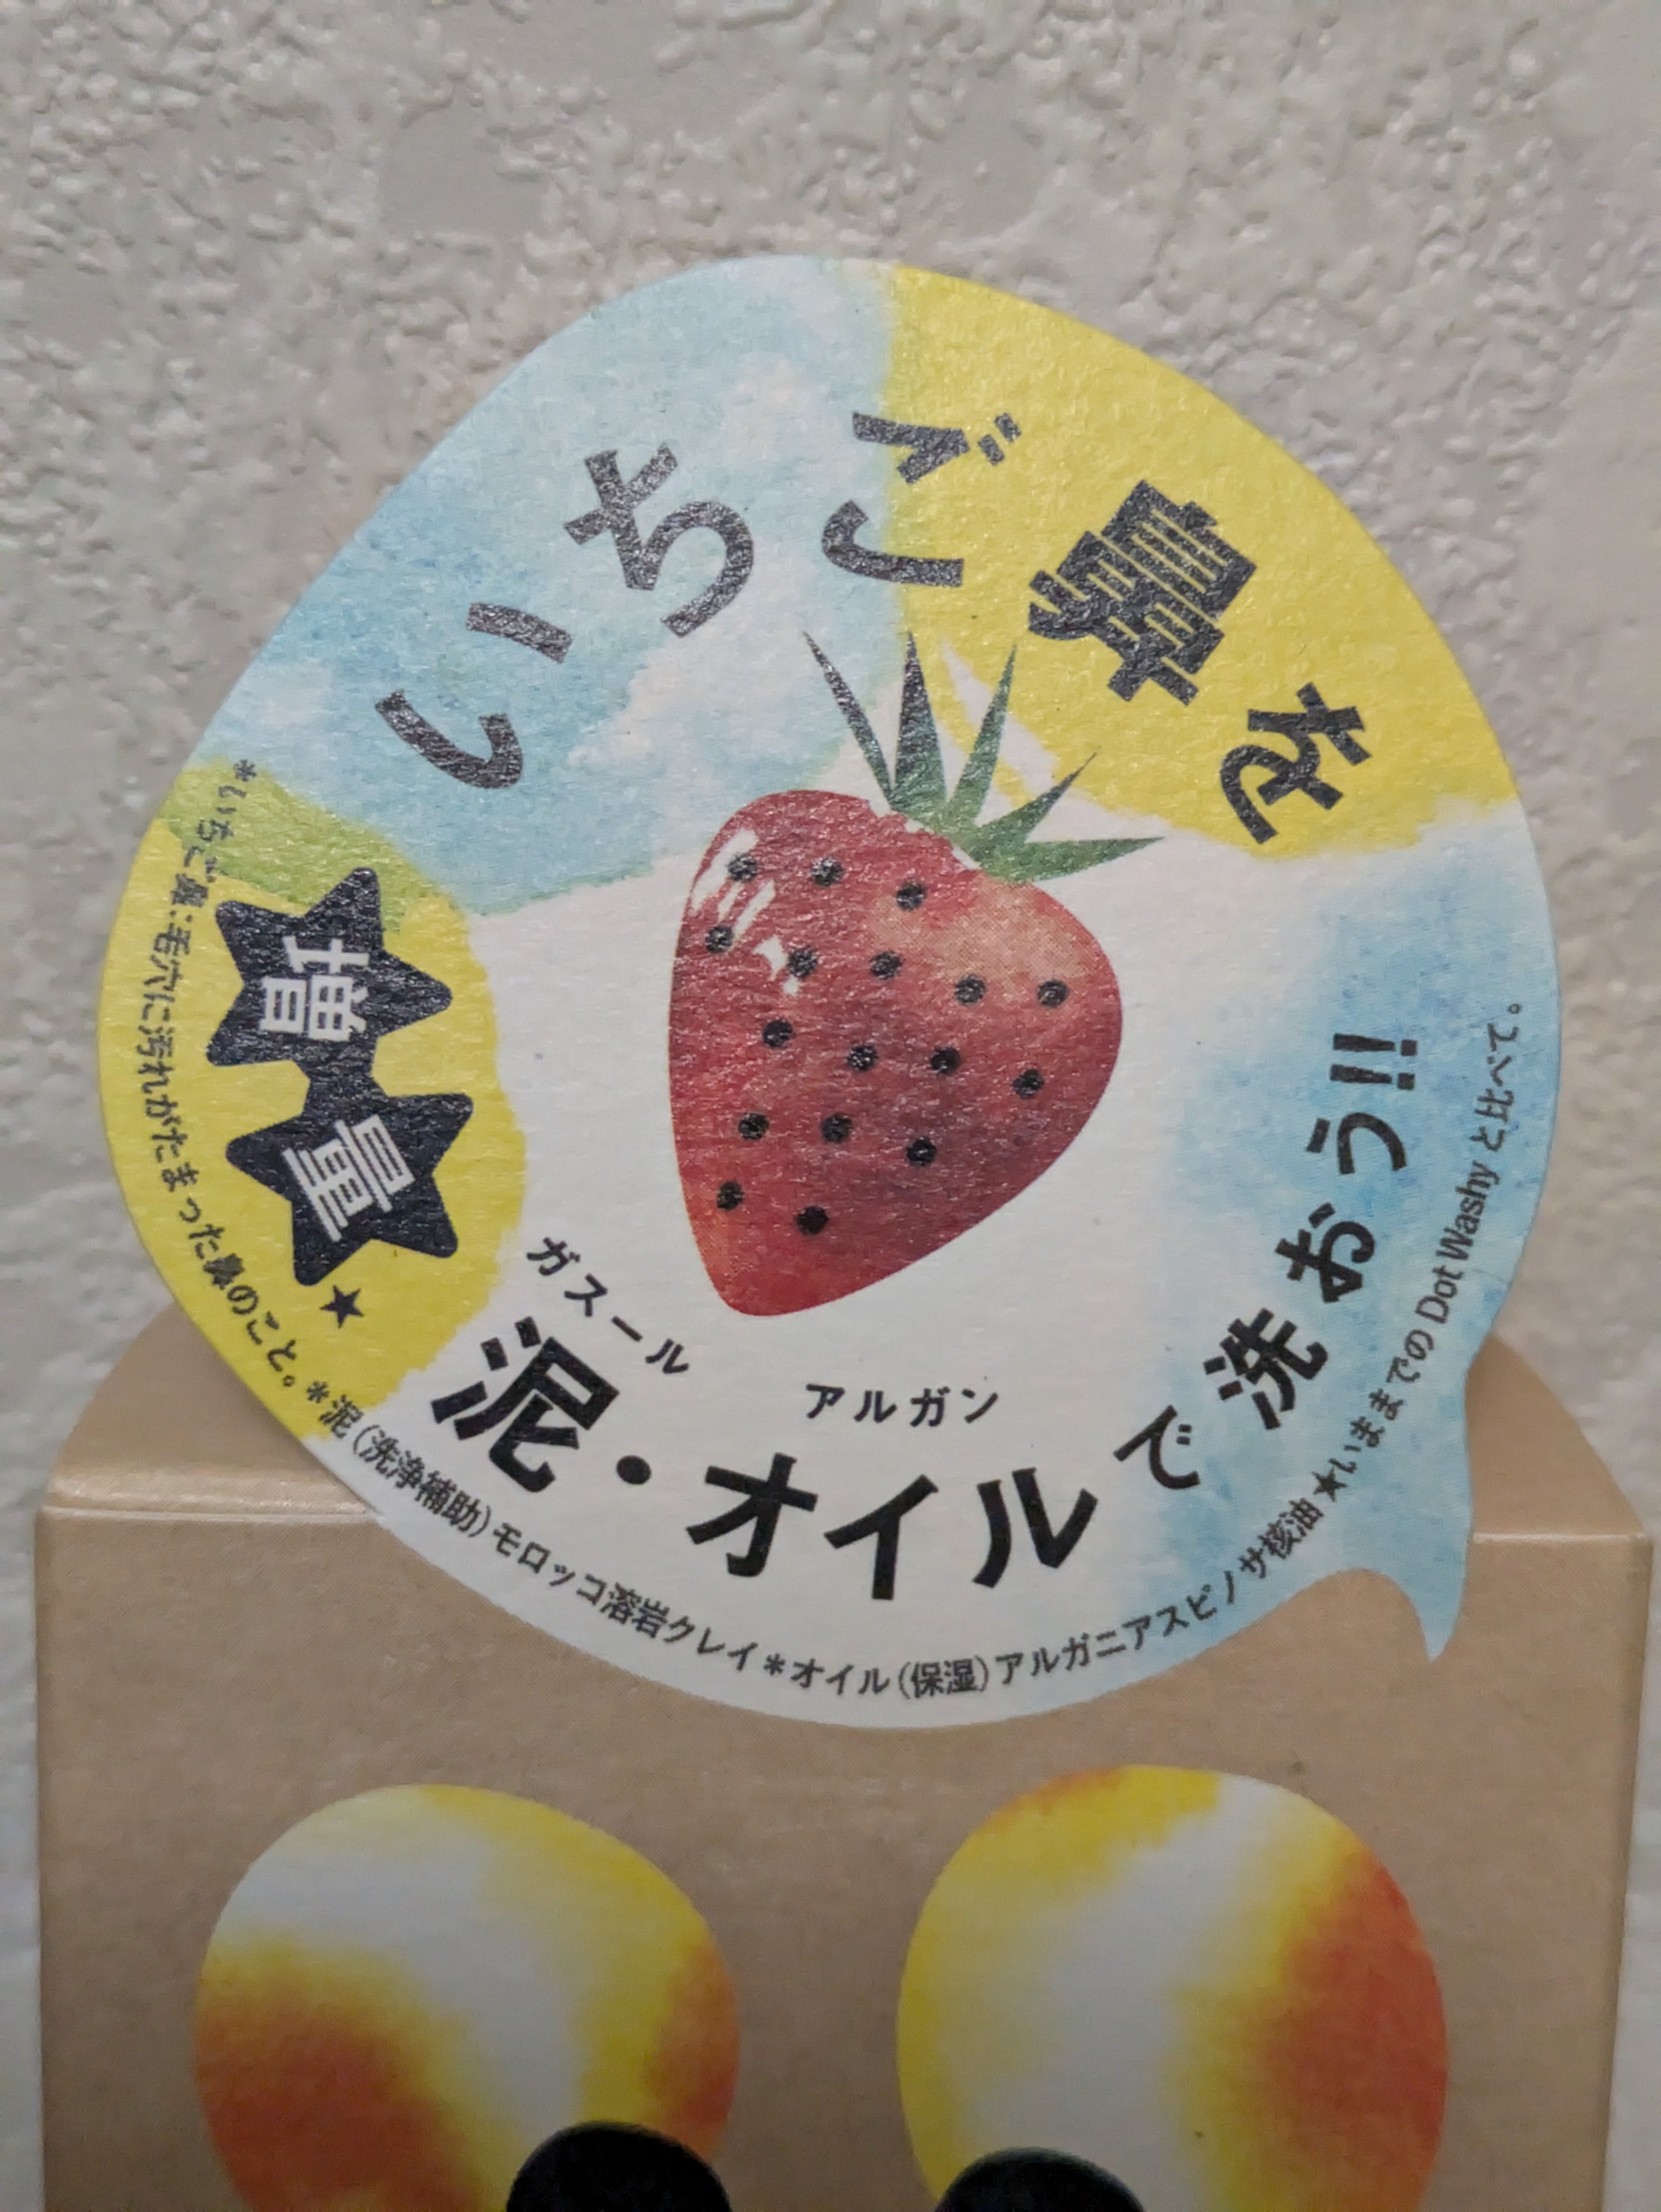 いちご鼻を
ガスール アルガン
泥・オイルで洗おう!!
増量★
*いちご鼻:毛穴に汚れがたまった鼻のこと。*泥(洗浄補助)モロッコ溶岩クレイ*オイル(保湿)アルガニアスピノサ核油★いままでのDot Washyと比べて。